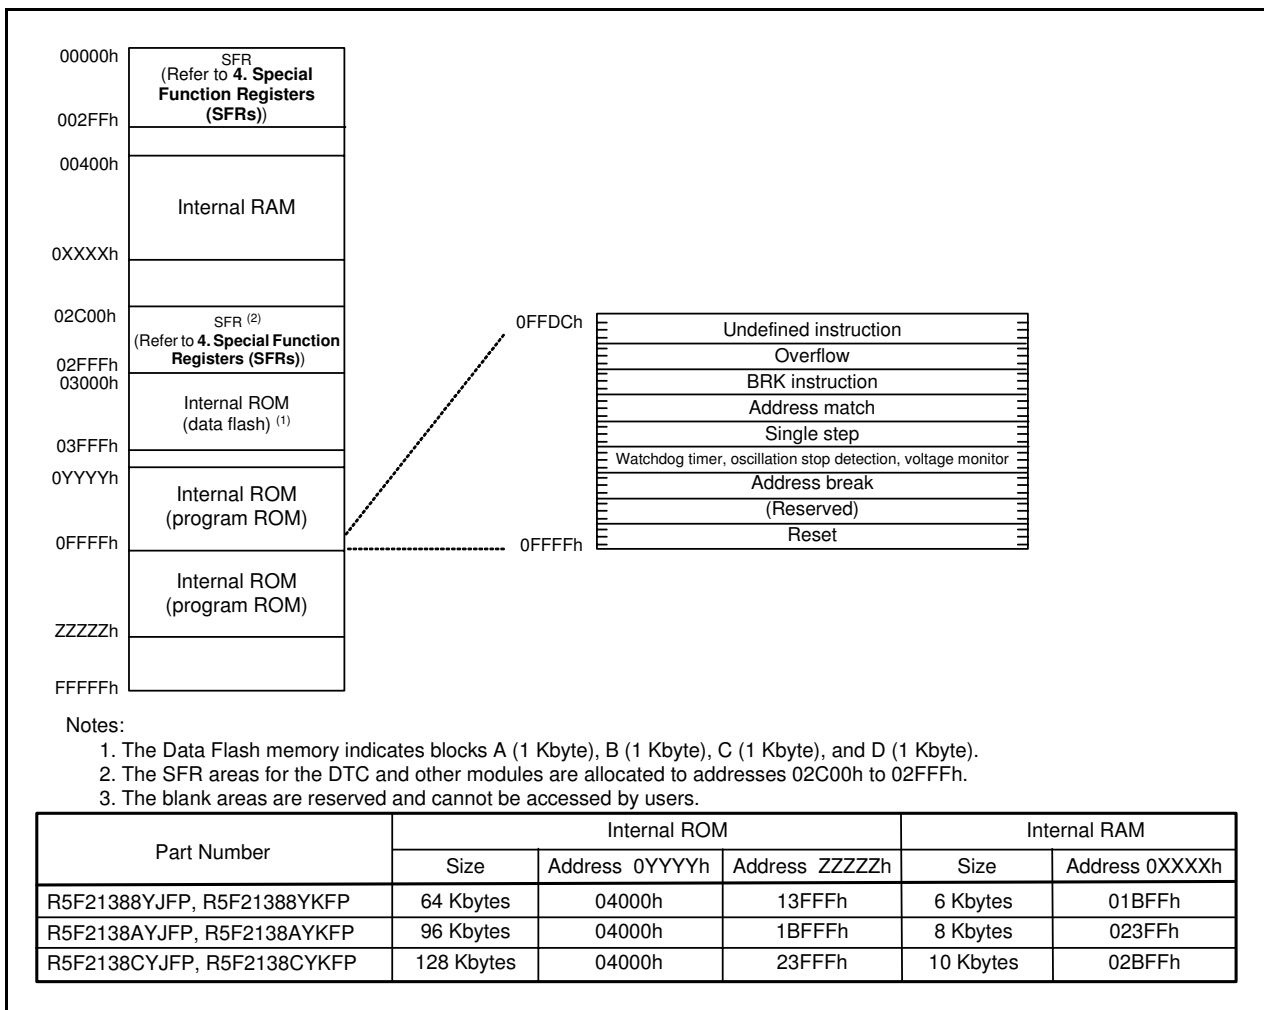 00000h
SFR
(Refer to 4. Special
Function Registers
(SFRs))
002FFh
00400h
Internal RAM
0XXXXh
02C00h
SFR (2)
(Refer to 4. Special Function
Registers (SFRs))
02FFFh
03000h
Internal ROM
(data flash) (1)
03FFFh
0YYYYh
Internal ROM
(program ROM)
0FFFFh
Internal ROM
(program ROM)
ZZZZZh
FFFFFh
0FFDCh
Undefined instruction
Overflow
BRK instruction
Address match
Single step
Watchdog timer, oscillation stop detection, voltage monitor
Address break
(Reserved)
Reset
0FFFFh
Notes:
1. The Data Flash memory indicates blocks A (1 Kbyte), B (1 Kbyte), C (1 Kbyte), and D (1 Kbyte).
2. The SFR areas for the DTC and other modules are allocated to addresses 02C00h to 02FFFh.
3. The blank areas are reserved and cannot be accessed by users.
Part Number Internal ROM Internal RAM
Size Address 0YYYYh Address ZZZZZh Size Address 0XXXXh
R5F21388YJFP, R5F21388YKFP 64 Kbytes 04000h 13FFFh 6 Kbytes 01BFFh
R5F2138AYJFP, R5F2138AYKFP 96 Kbytes 04000h 1BFFFh 8 Kbytes 023FFh
R5F2138CYJFP, R5F2138CYKFP 128 Kbytes 04000h 23FFFh 10 Kbytes 02BFFh